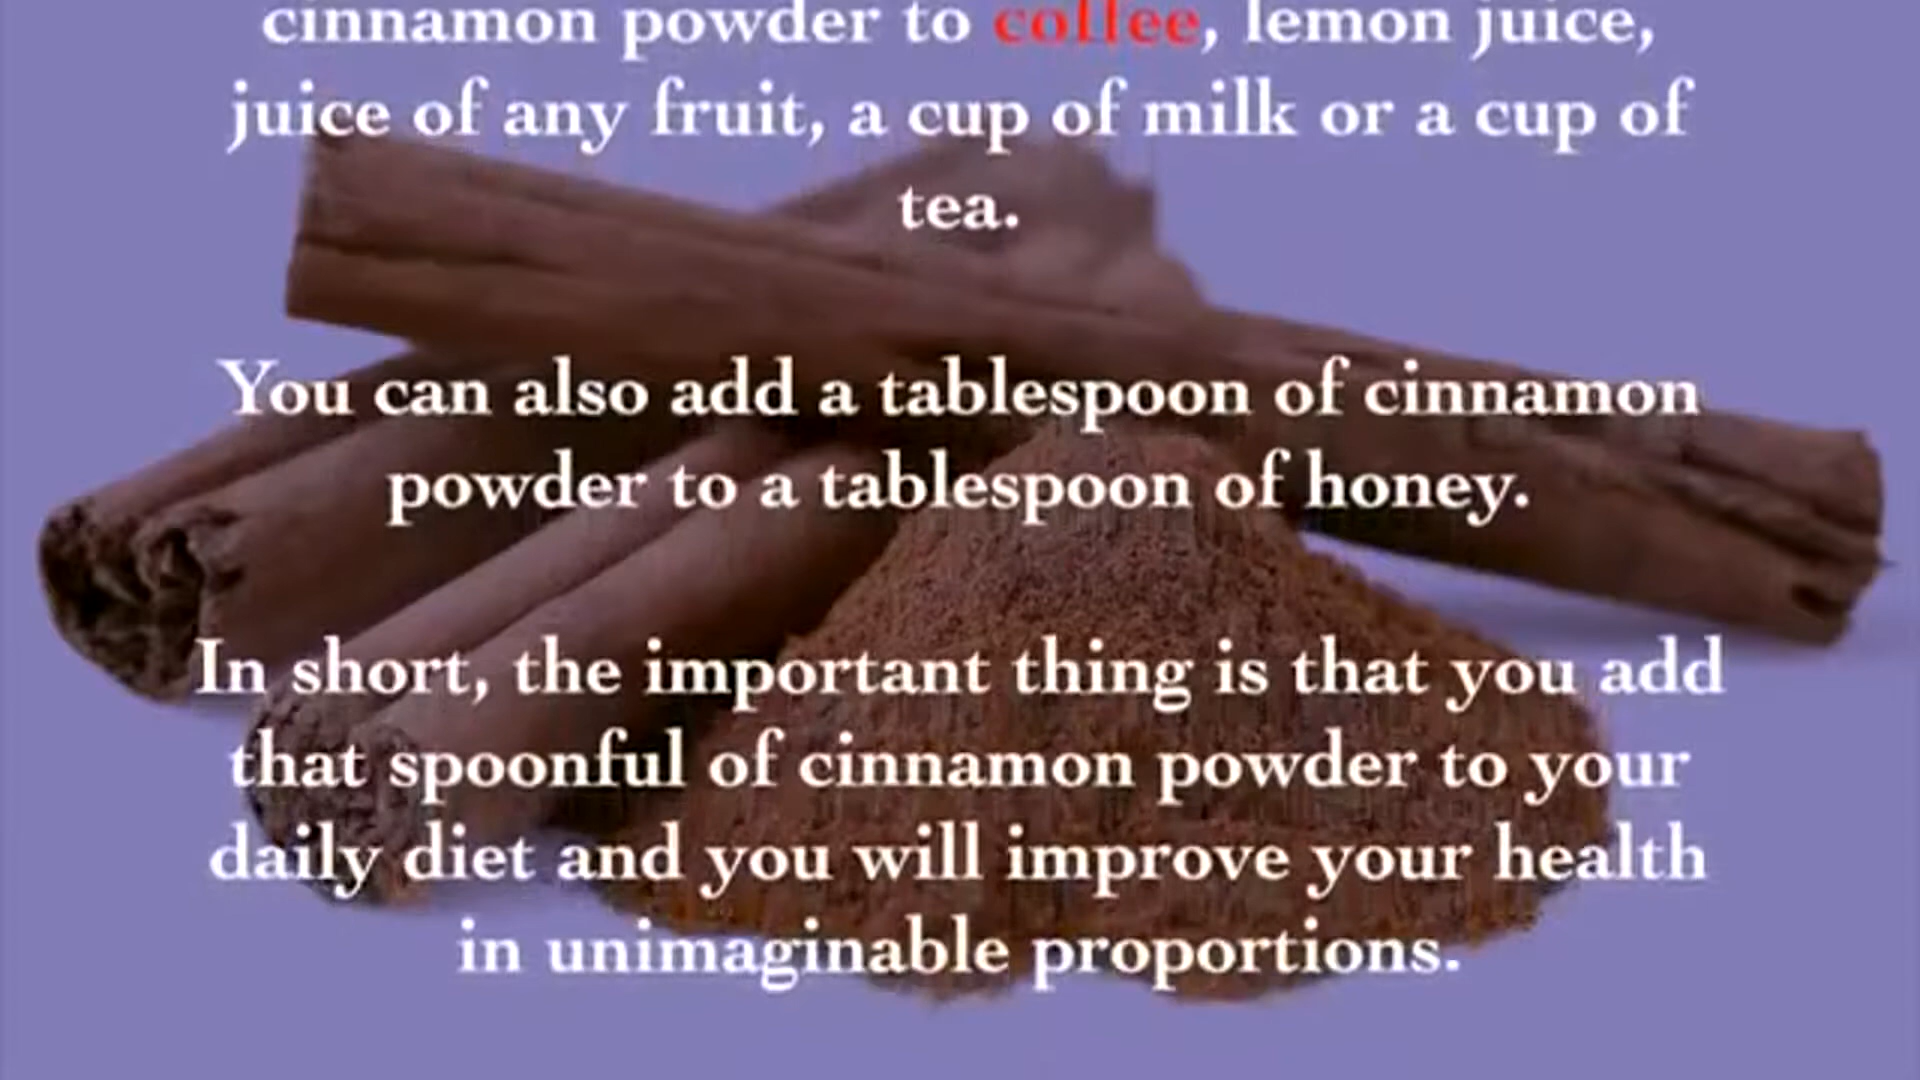 cinnamon powder to coffee, lemon juice,
juice of any fruit, a cup of milk or a cup of
tea.
You can also add a tablespoon of cinnamon
powder to a tablespoon of honey.
In short, the important thing is that you add
that spoonful of cinnamon powder to your
daily diet and you will improve your health
in unimaginable proportions.